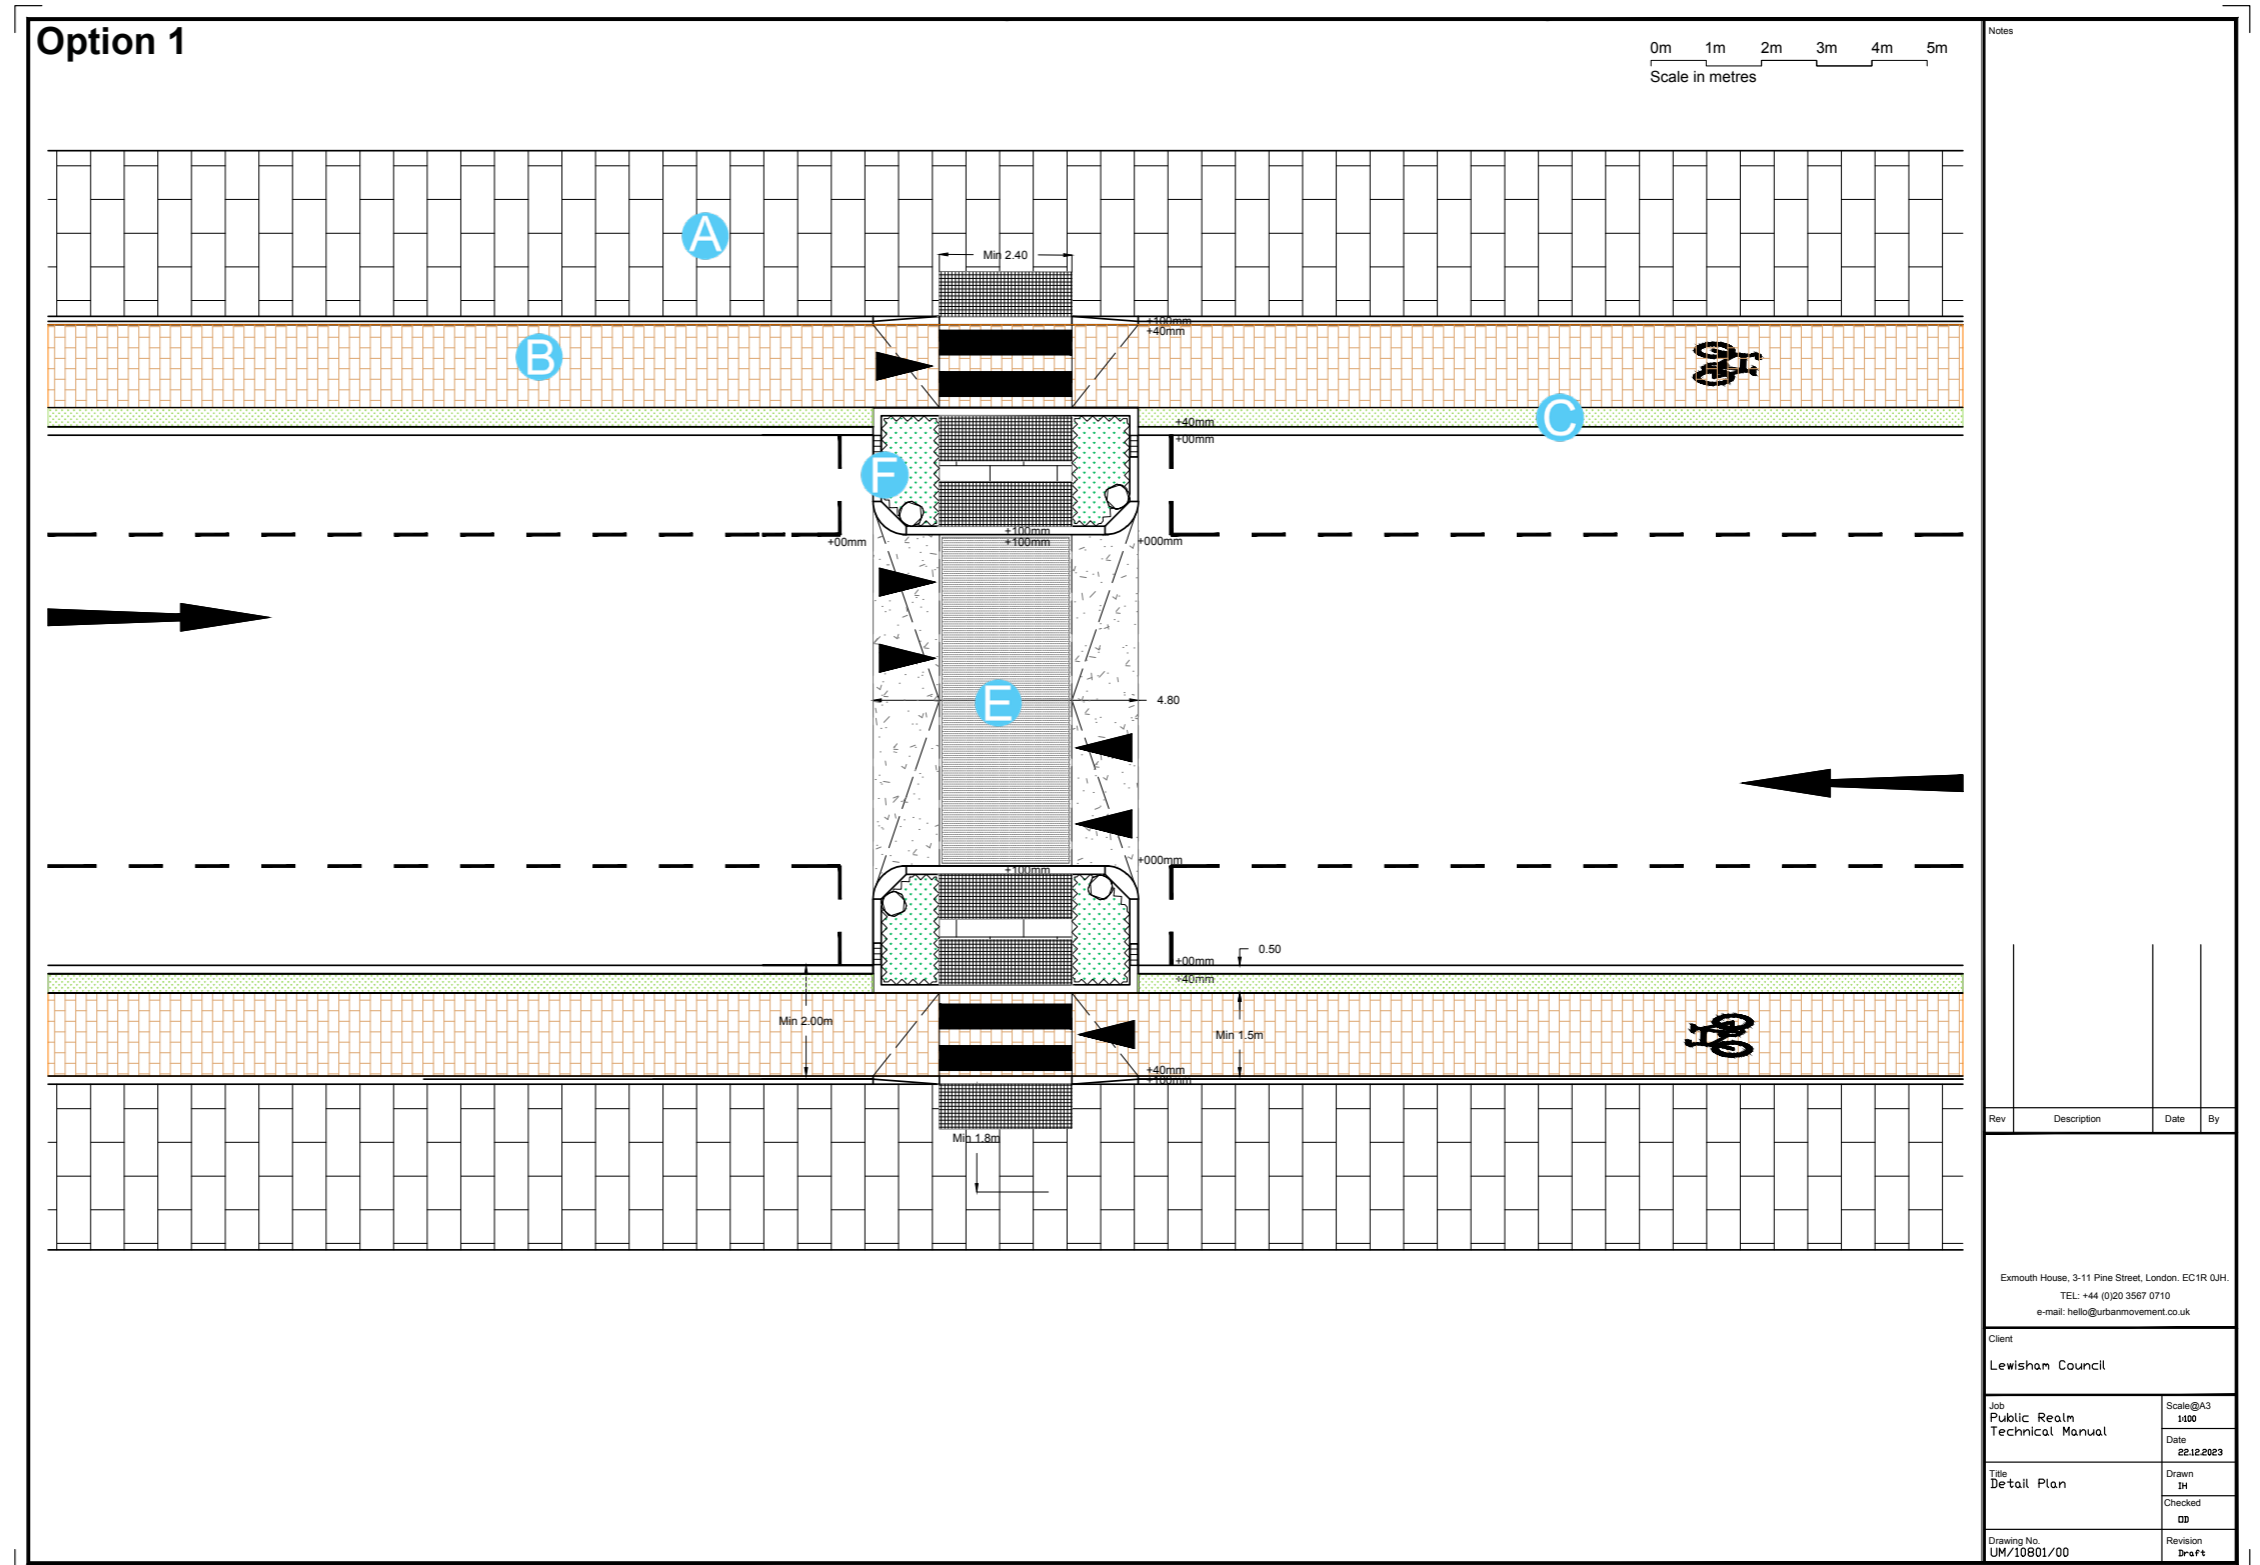 Option 1
0m 1m 2m 3m 4m 5m
Scale in metres
Notes
A
Min 2.40
+100mm
+40mm
B
C
+40mm
+00mm
F
+100mm
+100mm
+00mm
+000mm
E
4.80
+000mm
+100mm
0.50
+00mm
+40mm
Min 2.00m
Min 1.5m
+40mm
+100mm
Min 1.8m
Rev Description Date By
Exmouth House, 3-11 Pine Street, London. EC1R 0JH.
TEL: +44 (0)20 3567 0710
e-mail: hello@urbanmovement.co.uk
Client
Lewisham Council
Job
Public Realm
Technical Manual
Scale@A3
1:100
Date
22.12.2023
Title
Detail Plan
Drawn
IH
Checked
OD
Drawing No.
UM/10801/00
Revision
Draft